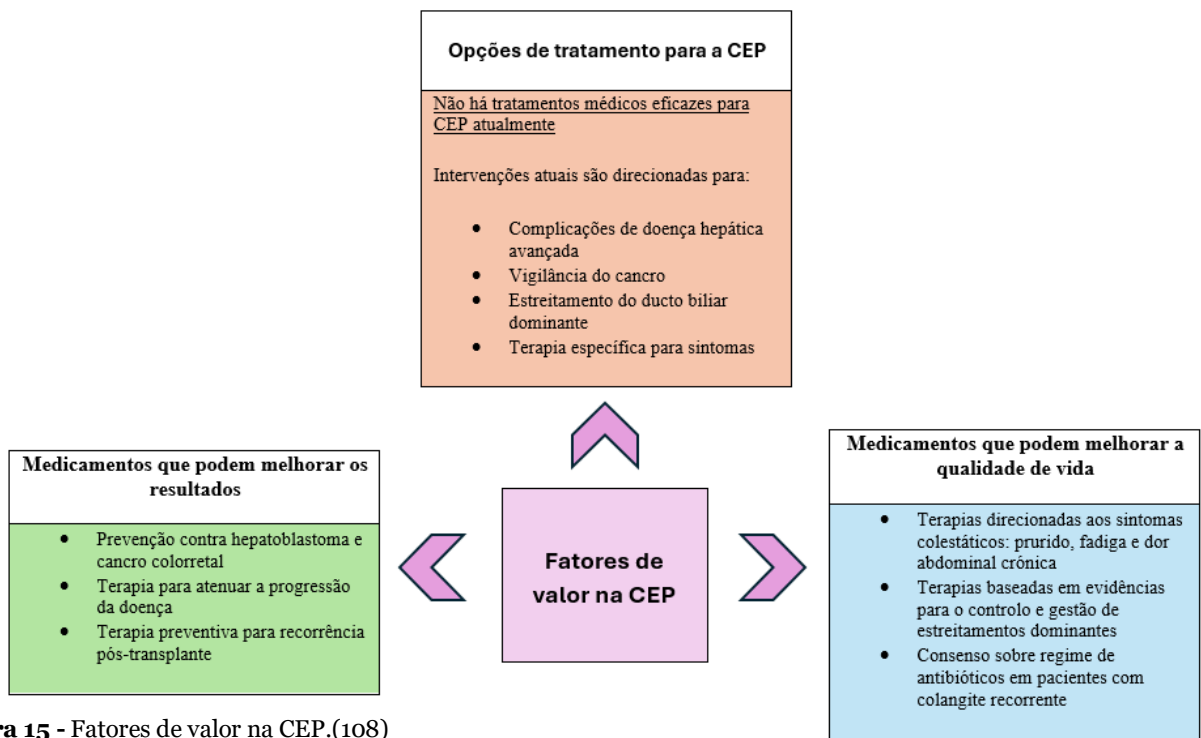 Opções de tratamento para a CEP
Não há tratamentos médicos eficazes para
CEP atualmente
Intervenções atuais são direcionadas para:
• Complicações de doença hepática
avançada
• Vigilância do cancro
• Estreitamento do ducto biliar
dominante
• Terapia específica para sintomas
Medicamentos que podem melhorar os
resultados
• Prevenção contra hepatoblastoma e
cancro colorretal
• Terapia para atenuar a progressão
da doença
• Terapia preventiva para recorrência
pós-transplante
Fatores de
valor na CEP
Medicamentos que podem melhorar a
qualidade de vida
• Terapias direcionadas aos sintomas
colestáticos: prurido, fadiga e dor
abdominal crónica
• Terapias baseadas em evidências
para o controlo e gestão de
estreitamentos dominantes
• Consenso sobre regime de
antibióticos em pacientes com
colangite recorrente
ra 15 - Fatores de valor na CEP.(108)